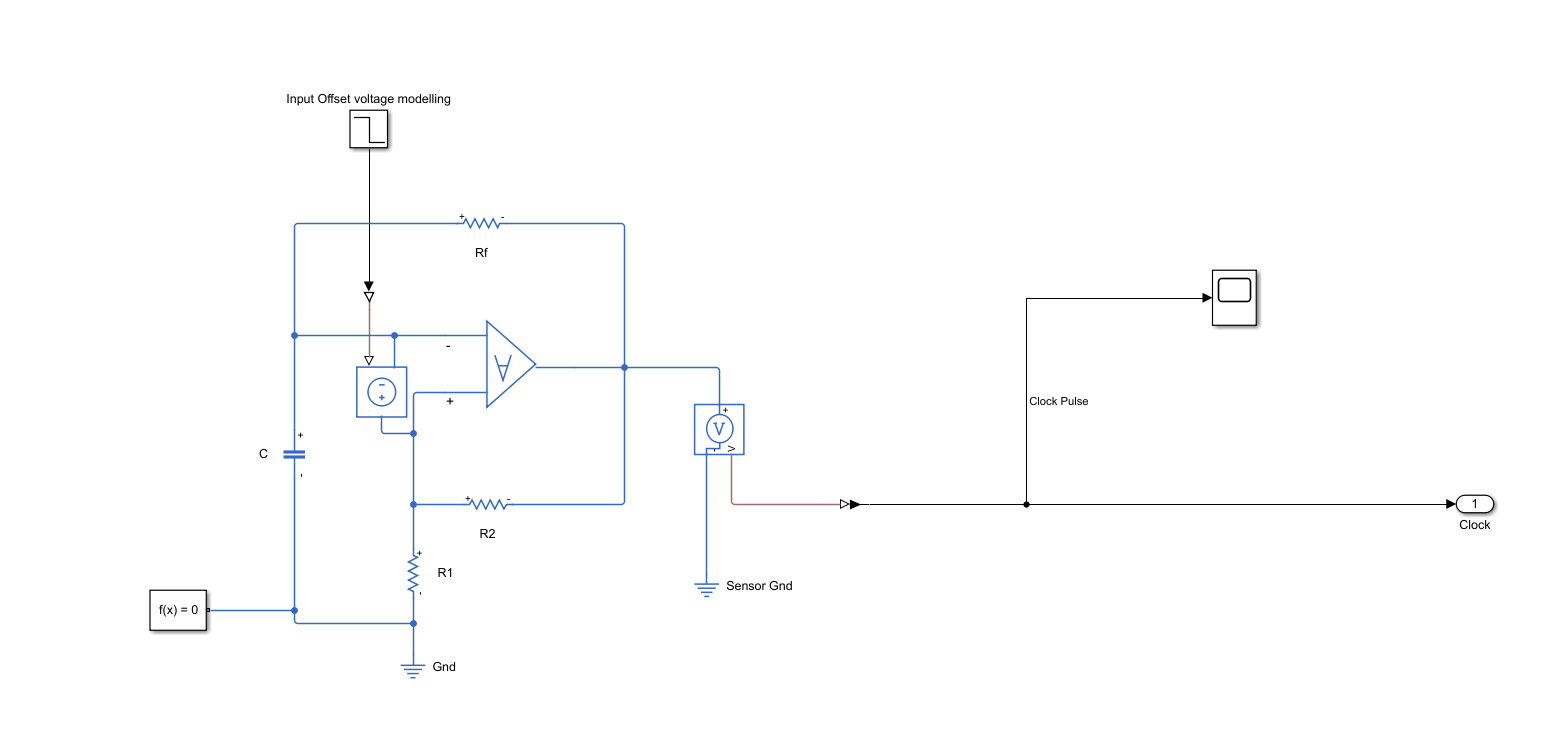 Input Offset voltage modelling
+ -
Rf
-
-
+
+
+
V
-
V
Clock Pulse
C
+
-
+ -
R2
1
Clock
+
R1
-
f(x) = 0
Sensor Gnd
Gnd